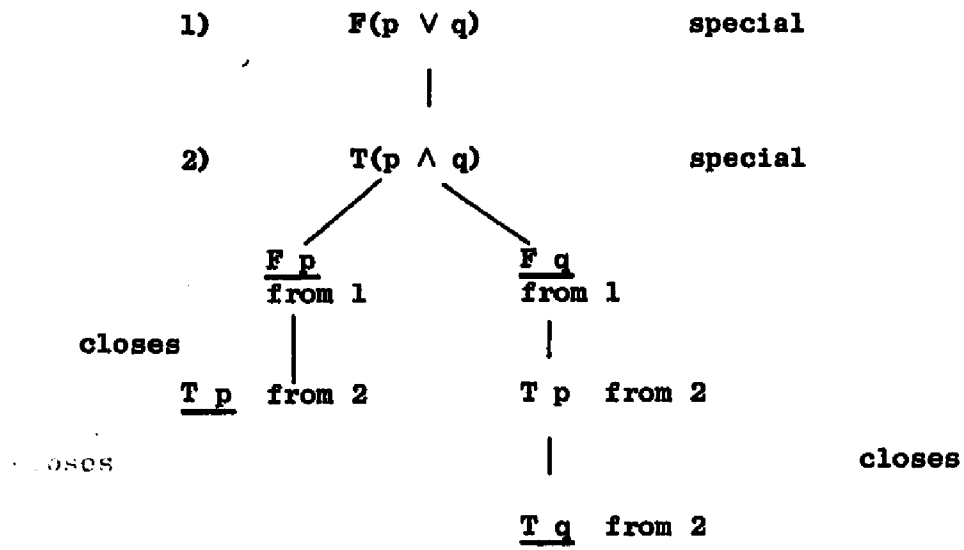 1) F(p ∨ q) special
2) T(p ∧ q) special
F p F q
from 1 from 1
closes
T p from 2 T p from 2
closes
T q from 2